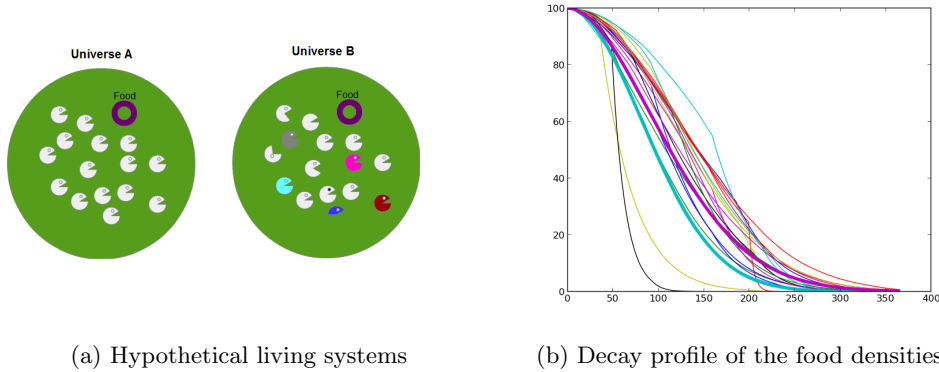 Universe A
Universe B
Food
Food
100
80
60
40
20
0
0
50
100
150
200
250
300
350
400
(a) Hypothetical living systems
(b) Decay profile of the food densities